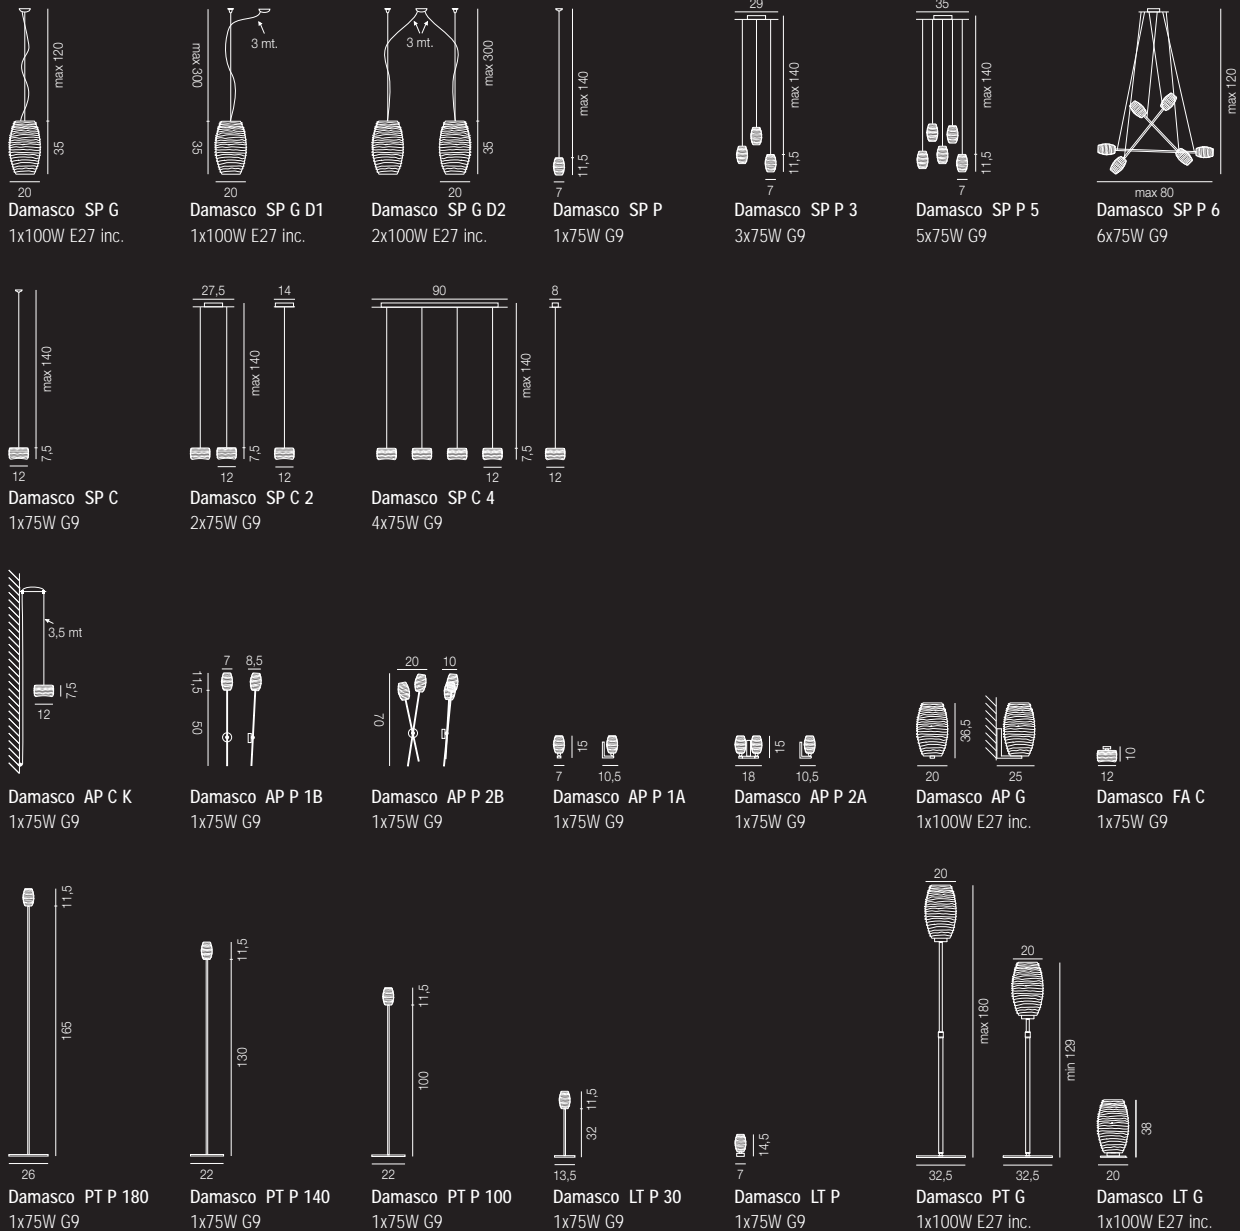 max 120
35
20
Damasco SP G
1x100W E27 inc.
3 mt.
max 300
35
20
Damasco SP G D1
1x100W E27 inc.
3 mt.
max 300
35
20
Damasco SP G D2
2x100W E27 inc.
max 140
11,5
7
Damasco SP P
1x75W G9
29
max 140
11,5
7
Damasco SP P 3
3x75W G9
35
max 140
11,5
7
Damasco SP P 5
5x75W G9
max 120
max 80
Damasco SP P 6
6x75W G9
max 140
7,5
12
Damasco SP C
1x75W G9
27,5
14
max 140
7,5
12
12
Damasco SP C 2
2x75W G9
90
8
max 140
7,5
12
12
Damasco SP C 4
4x75W G9
3,5 mt
7,5
12
Damasco AP C K
1x75W G9
7
8,5
11,5
50
Damasco AP P 1B
1x75W G9
20
10
70
Damasco AP P 2B
1x75W G9
15
7
10,5
Damasco AP P 1A
1x75W G9
15
18
10,5
Damasco AP P 2A
1x75W G9
36,5
20
25
Damasco AP G
1x100W E27 inc.
10
12
Damasco FA C
1x75W G9
11,5
165
26
Damasco PT P 180
1x75W G9
11,5
130
22
Damasco PT P 140
1x75W G9
11,5
100
22
Damasco PT P 100
1x75W G9
11,5
32
13,5
Damasco LT P 30
1x75W G9
14,5
7
Damasco LT P
1x75W G9
20
max 180
20
min 129
32,5
32,5
Damasco PT G
1x100W E27 inc.
38
20
Damasco LT G
1x100W E27 inc.